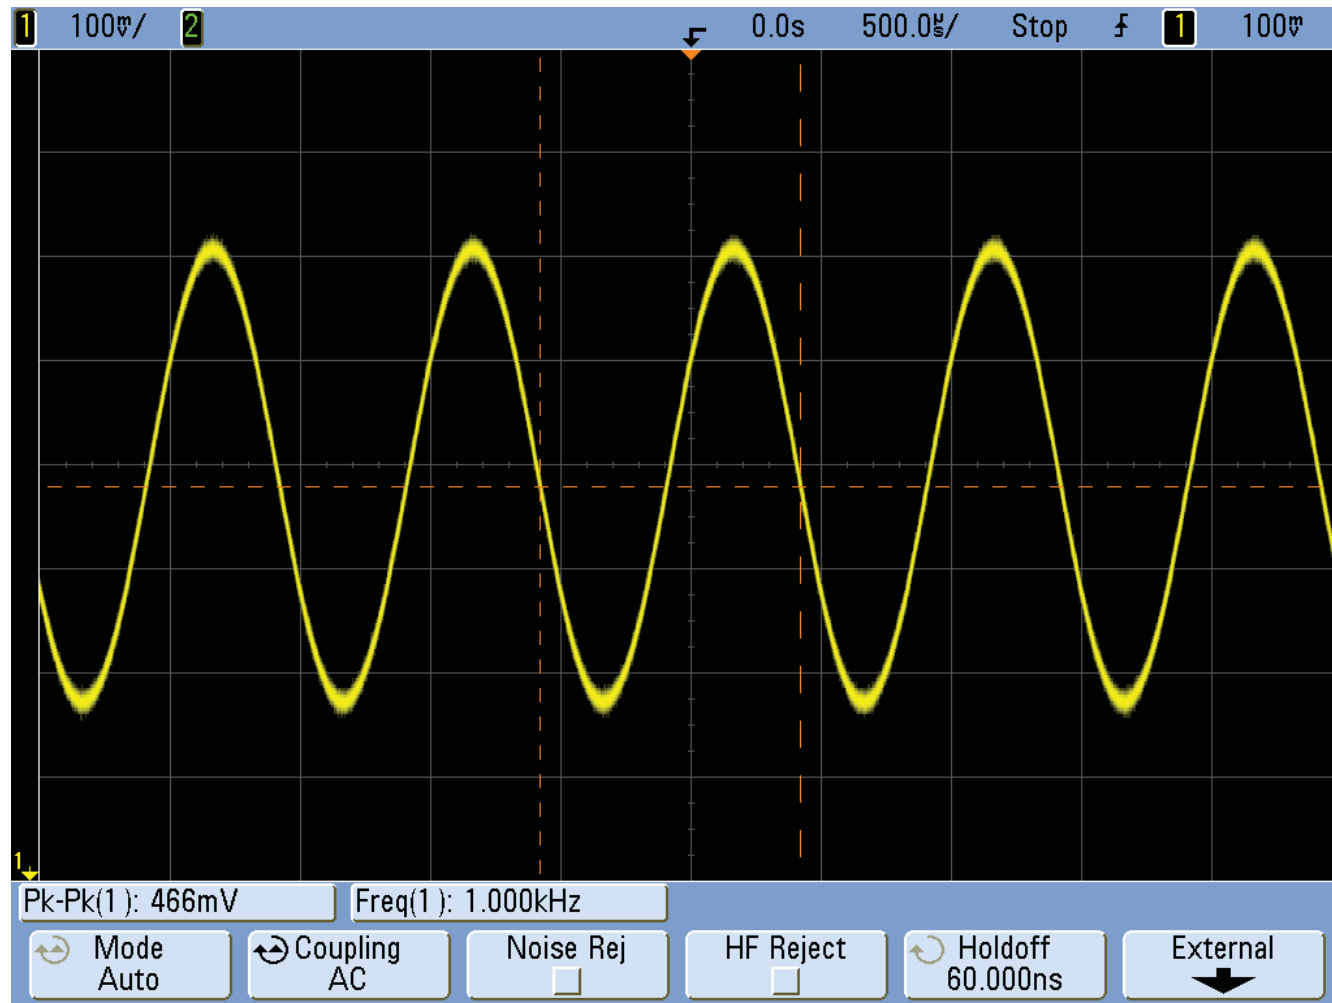 1 100mV/ 2 0.0s 500.0µs/ Stop 1 100mV
1
Pk-Pk(1): 466mV Freq(1): 1.000kHz
Mode Coupling Noise Rej HF Reject Holdoff External
Auto AC 60.000ns